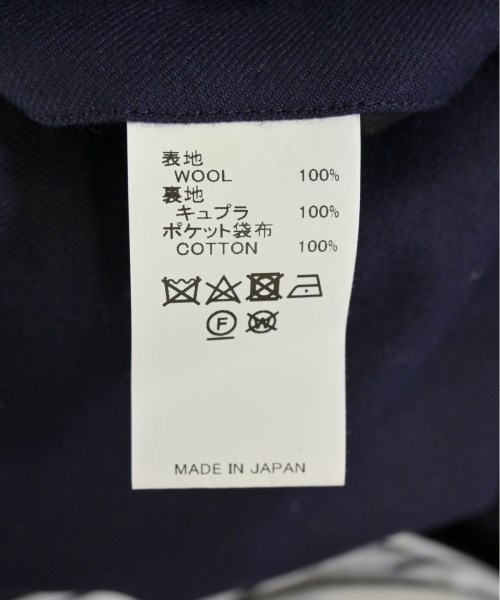 表地
WOOL 100%
裏地
キュプラ 100%
ポケット袋布
COTTON 100%
F
W
MADE IN JAPAN